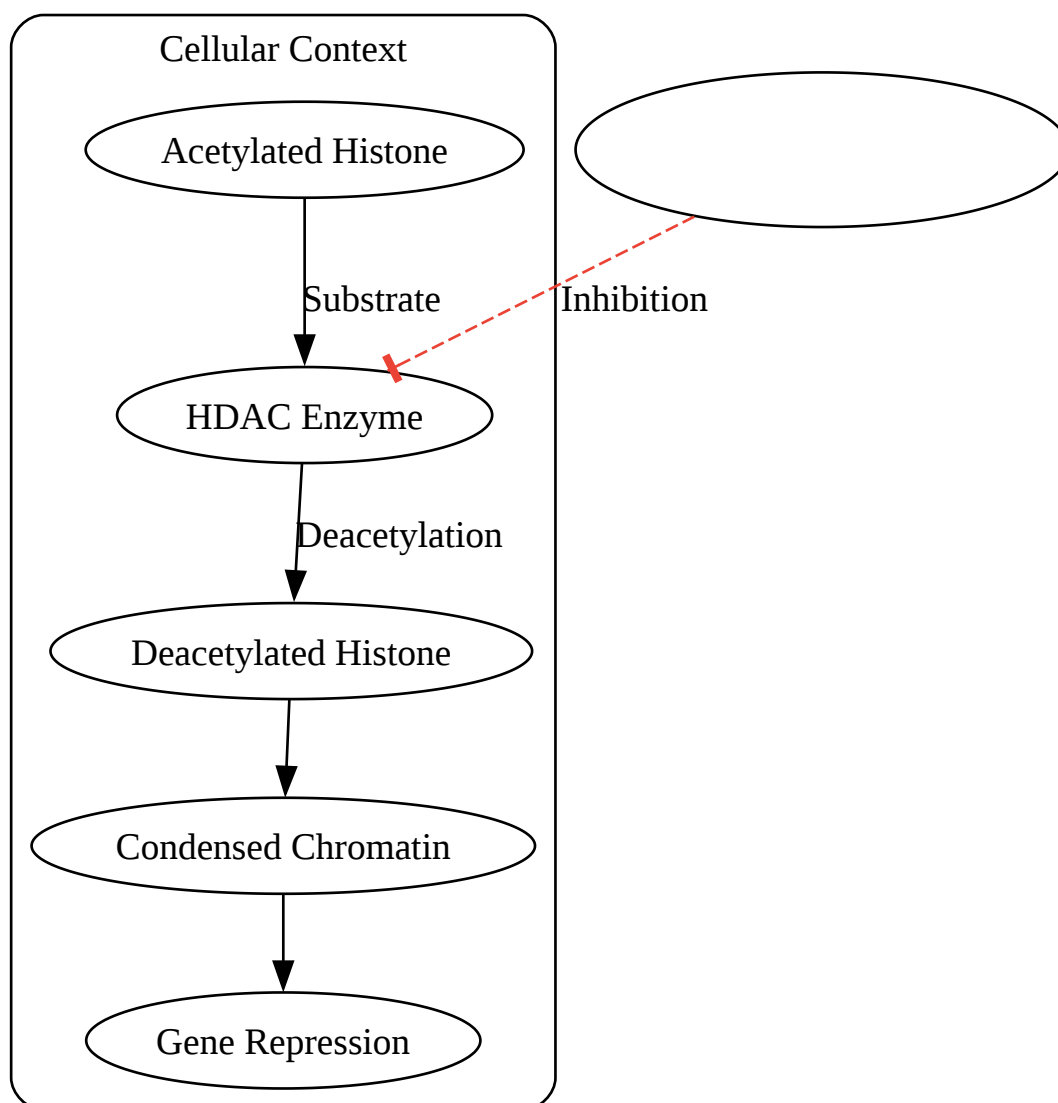 Cellular Context
Acetylated Histone
Substrate
Inhibition
HDAC Enzyme
Deacetylation
Deacetylated Histone
Condensed Chromatin
Gene Repression